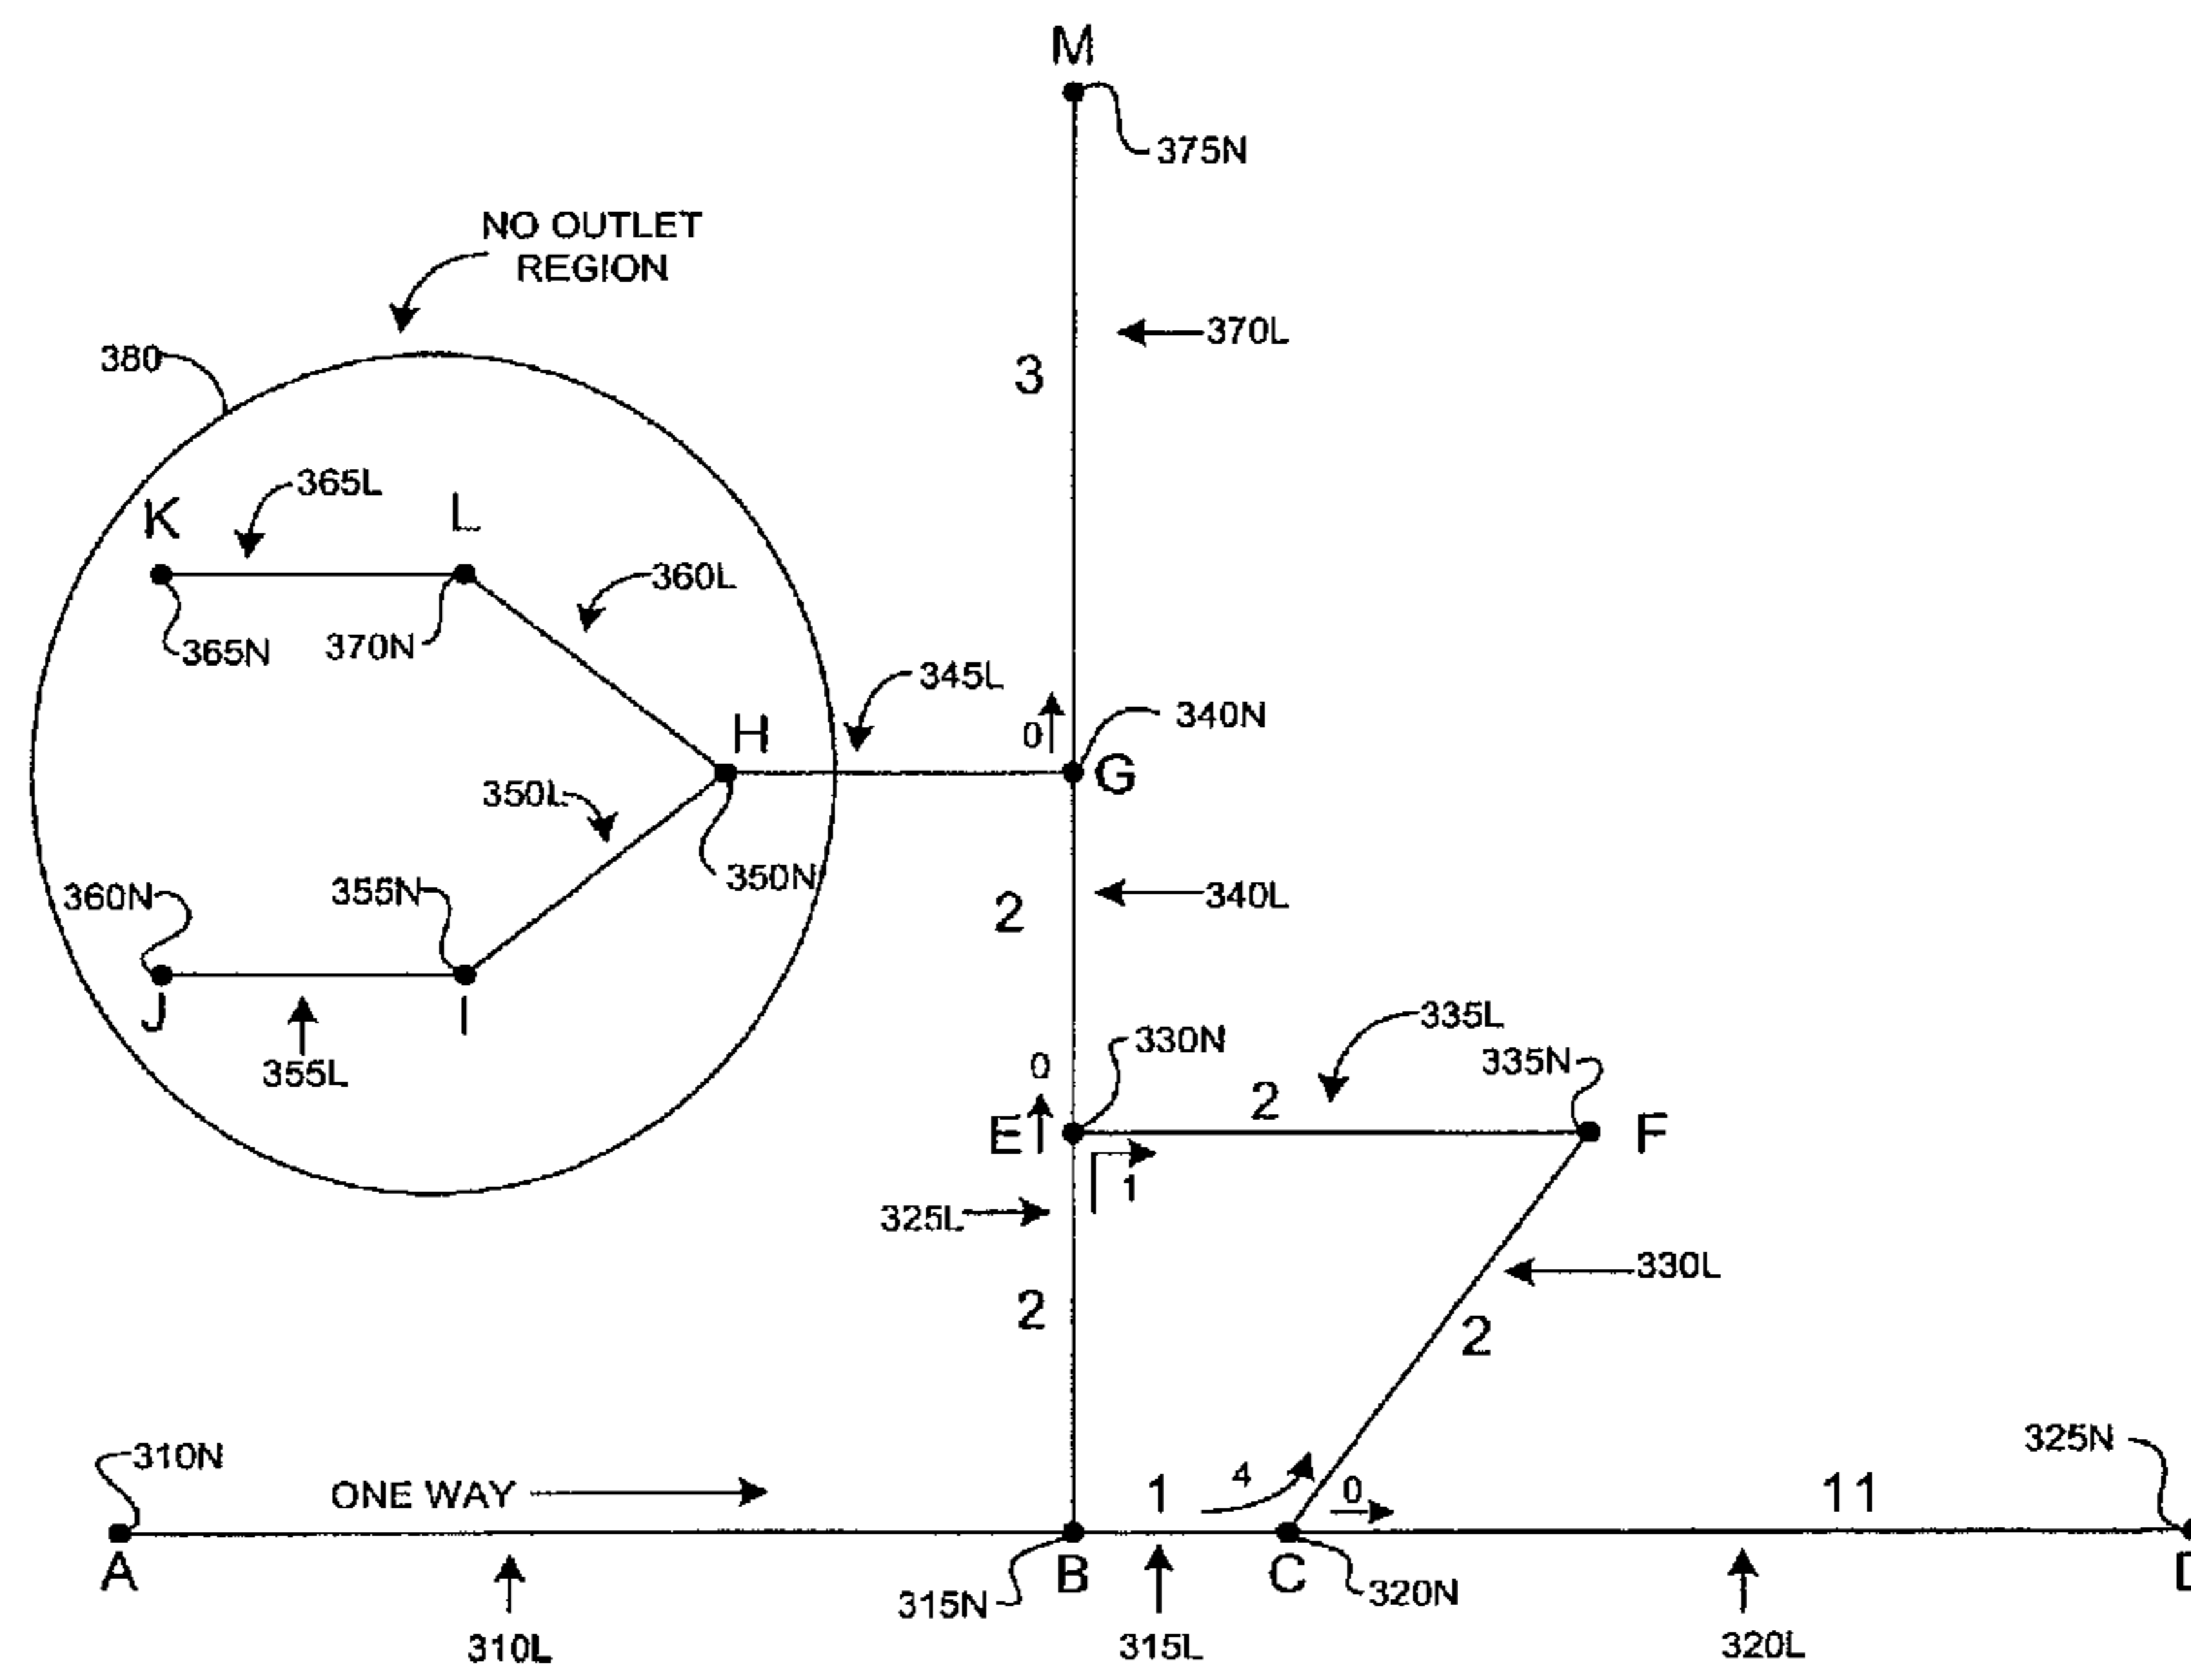 M
375N
NO OUTLET
REGION
370L
380
3
365L
K
L
360L
365N
370N
345L
H
0
340N
G
350L
350N
360N
355N
2
340L
J
I
355L
335L
330N
335N
0
2
E
F
1
325L
330L
2
2
310N
325N
ONE WAY
1
4
0
11
A
B
C
315N
320N
310L
315L
320L